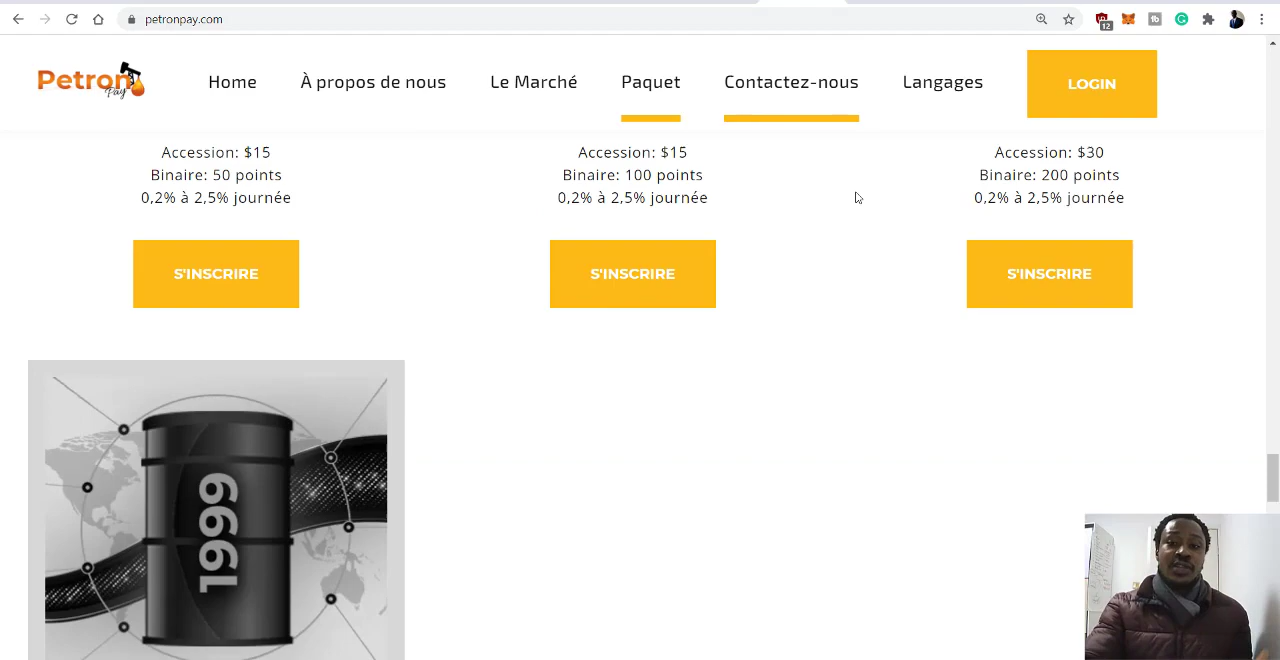 petronpay.com
12
Petron
Pay
Home
À propos de nous
Le Marché
Paquet
Contactez-nous
Langages
LOGIN
Accession: $15
Binaire: 50 points
0,2% à 2,5% journée
S'INSCRIRE
Accession: $15
Binaire: 100 points
0,2% à 2,5% journée
S'INSCRIRE
Accession: $30
Binaire: 200 points
0,2% à 2,5% journée
S'INSCRIRE
1999